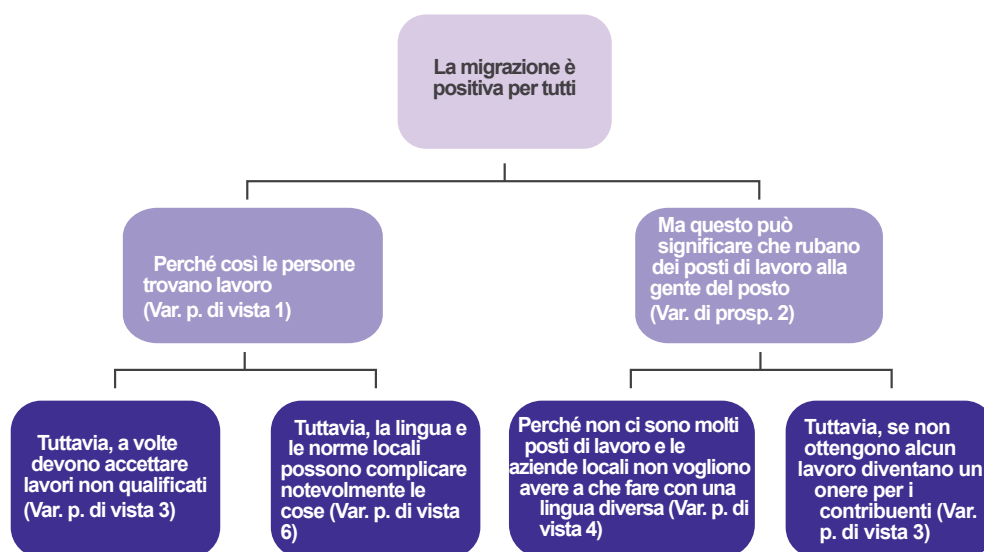 La migrazione è
positiva per tutti
Perché così le persone
trovano lavoro
(Var. p. di vista 1)
Ma questo può
significare che rubano
dei posti di lavoro alla
gente del posto
(Var. di prosp. 2)
Tuttavia, a volte
devono accettare
lavori non qualificati
(Var. p. di vista 3)
Tuttavia, la lingua e
le norme locali
possono complicare
notevolmente le
cose (Var. p. di vista
6)
Perché non ci sono molti
posti di lavoro e le
aziende locali non vogliono
avere a che fare con una
lingua diversa (Var. p. di
vista 4)
Tuttavia, se non
ottengono alcun
lavoro diventano un
onere per i
contribuenti (Var.
p. di vista 3)